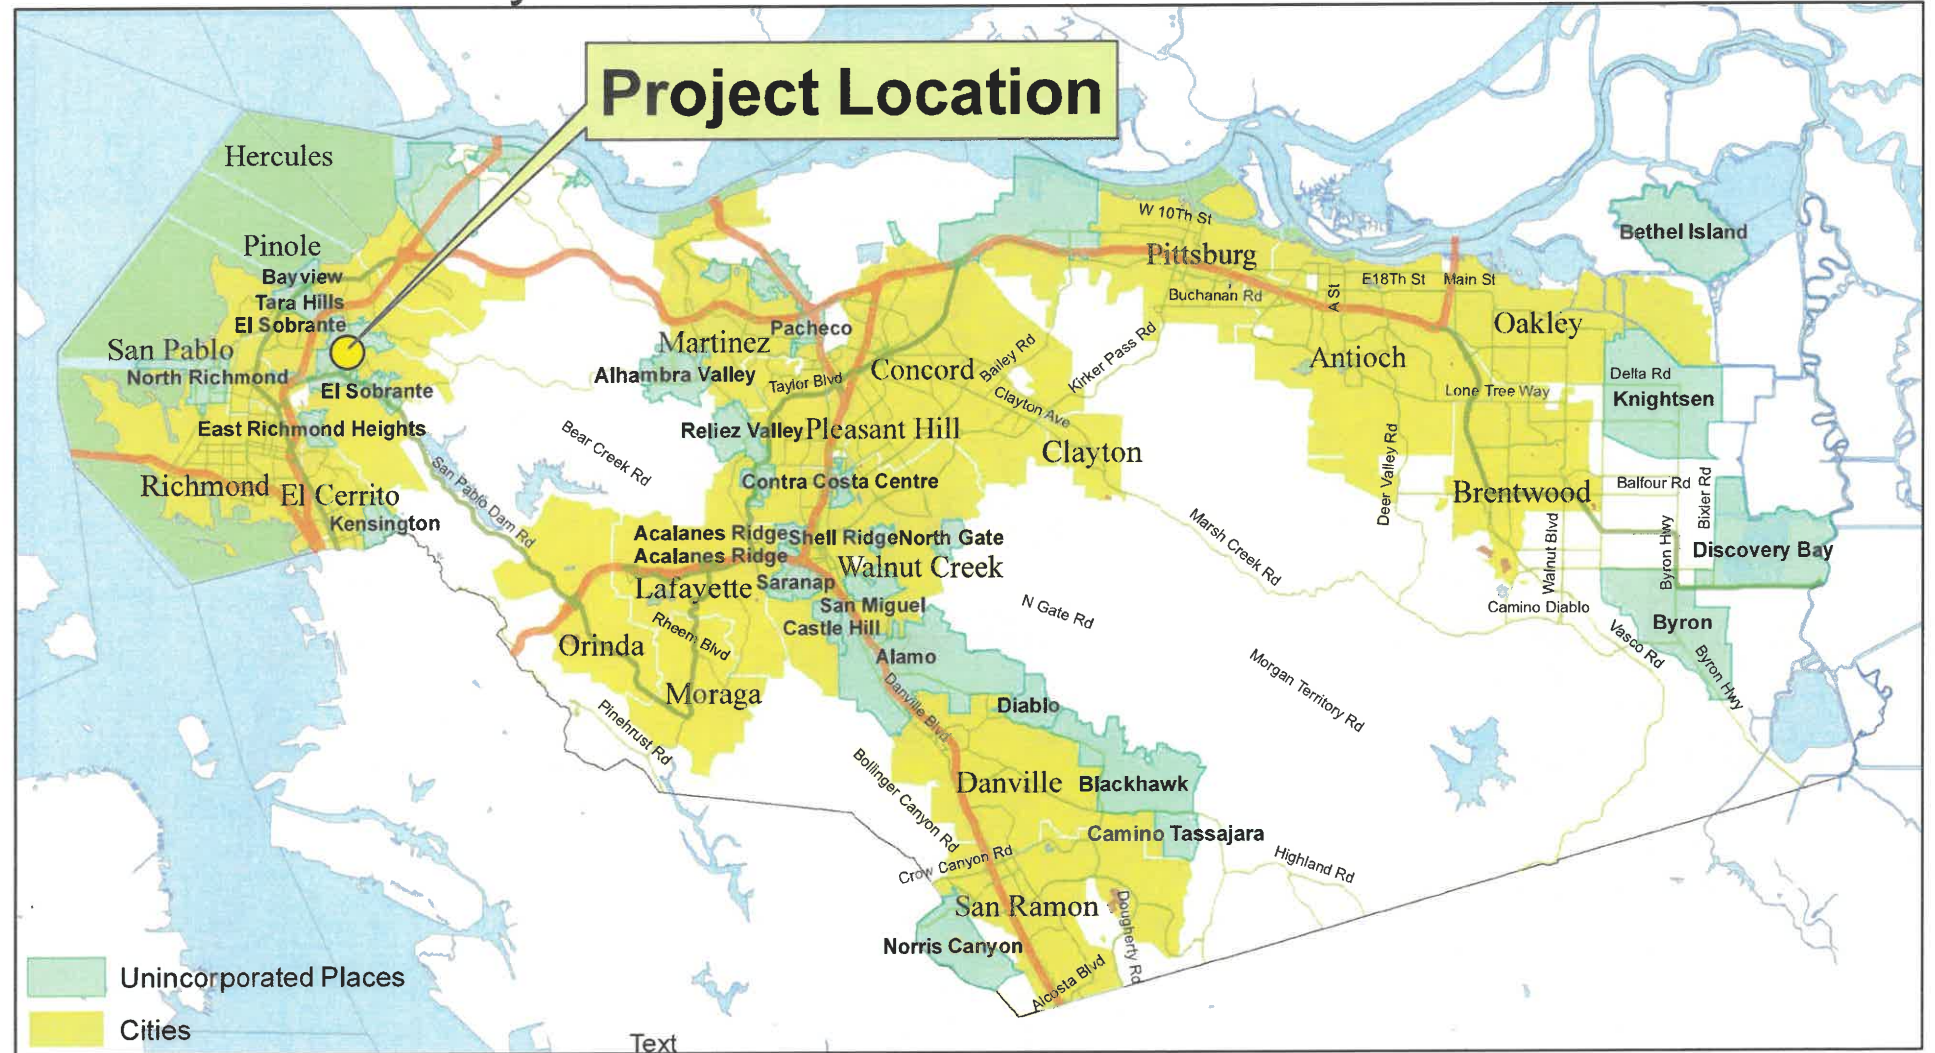 Project Location
Hercules
Pinole
Bayview
Tara Hills
El Sobrante
San Pablo
North Richmond
El Sobrante
East Richmond Heights
Richmond
El Cerrito
Kensington
San Pablo Dam Rd
Bear Creek Rd
Martinez
Pacheco
Alhambra Valley
Taylor Blvd
Concord
Bailey Rd
Kirker Pass Rd
Clayton Ave
Reliez Valley
Pleasant Hill
Clayton
Contra Costa Centre
Acalanes Ridge
Shell Ridge
North Gate
Acalanes Ridge
Walnut Creek
Lafayette
Saranap
San Miguel
Castle Hill
Rheem Blvd
Orinda
Moraga
Alamo
Pinehrust Rd
Danville Blvd
Diablo
Bollinger Canyon Rd
Danville
Blackhawk
Camino Tassajara
Crow Canyon Rd
Highland Rd
San Ramon
Dougherty Rd
Norris Canyon
Alcosta Blvd
W 10Th St
Pittsburg
Buchanan Rd
A St
E18Th St
Main St
Bethel Island
Oakley
Antioch
Delta Rd
Lone Tree Way
Knightsen
Deer Valley Rd
Brentwood
Balfour Rd
Bixler Rd
Marsh Creek Rd
Walnut Blvd
Byron Hwy
Discovery Bay
Camino Diablo
Byron
Vasco Rd
Byron Hwy
N Gate Rd
Morgan Territory Rd
Unincorporated Places
Cities
Text